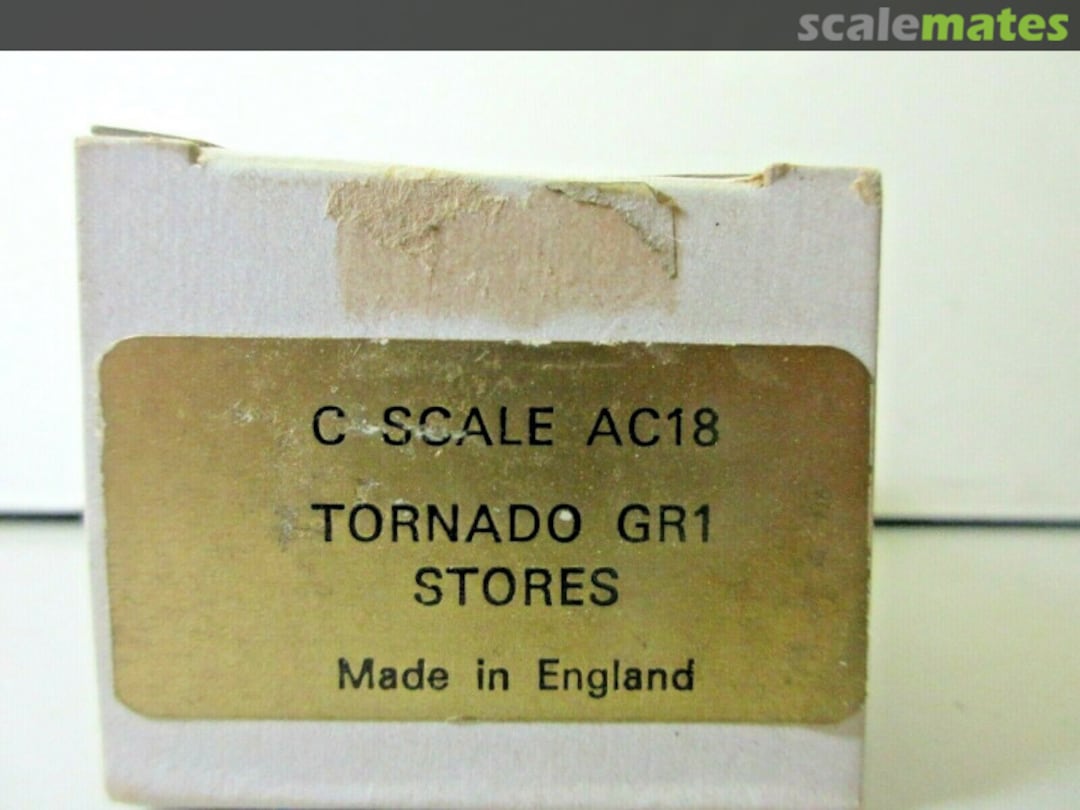 scalemates
C SCALE AC18
TORNADO GR1
STORES
Made in England